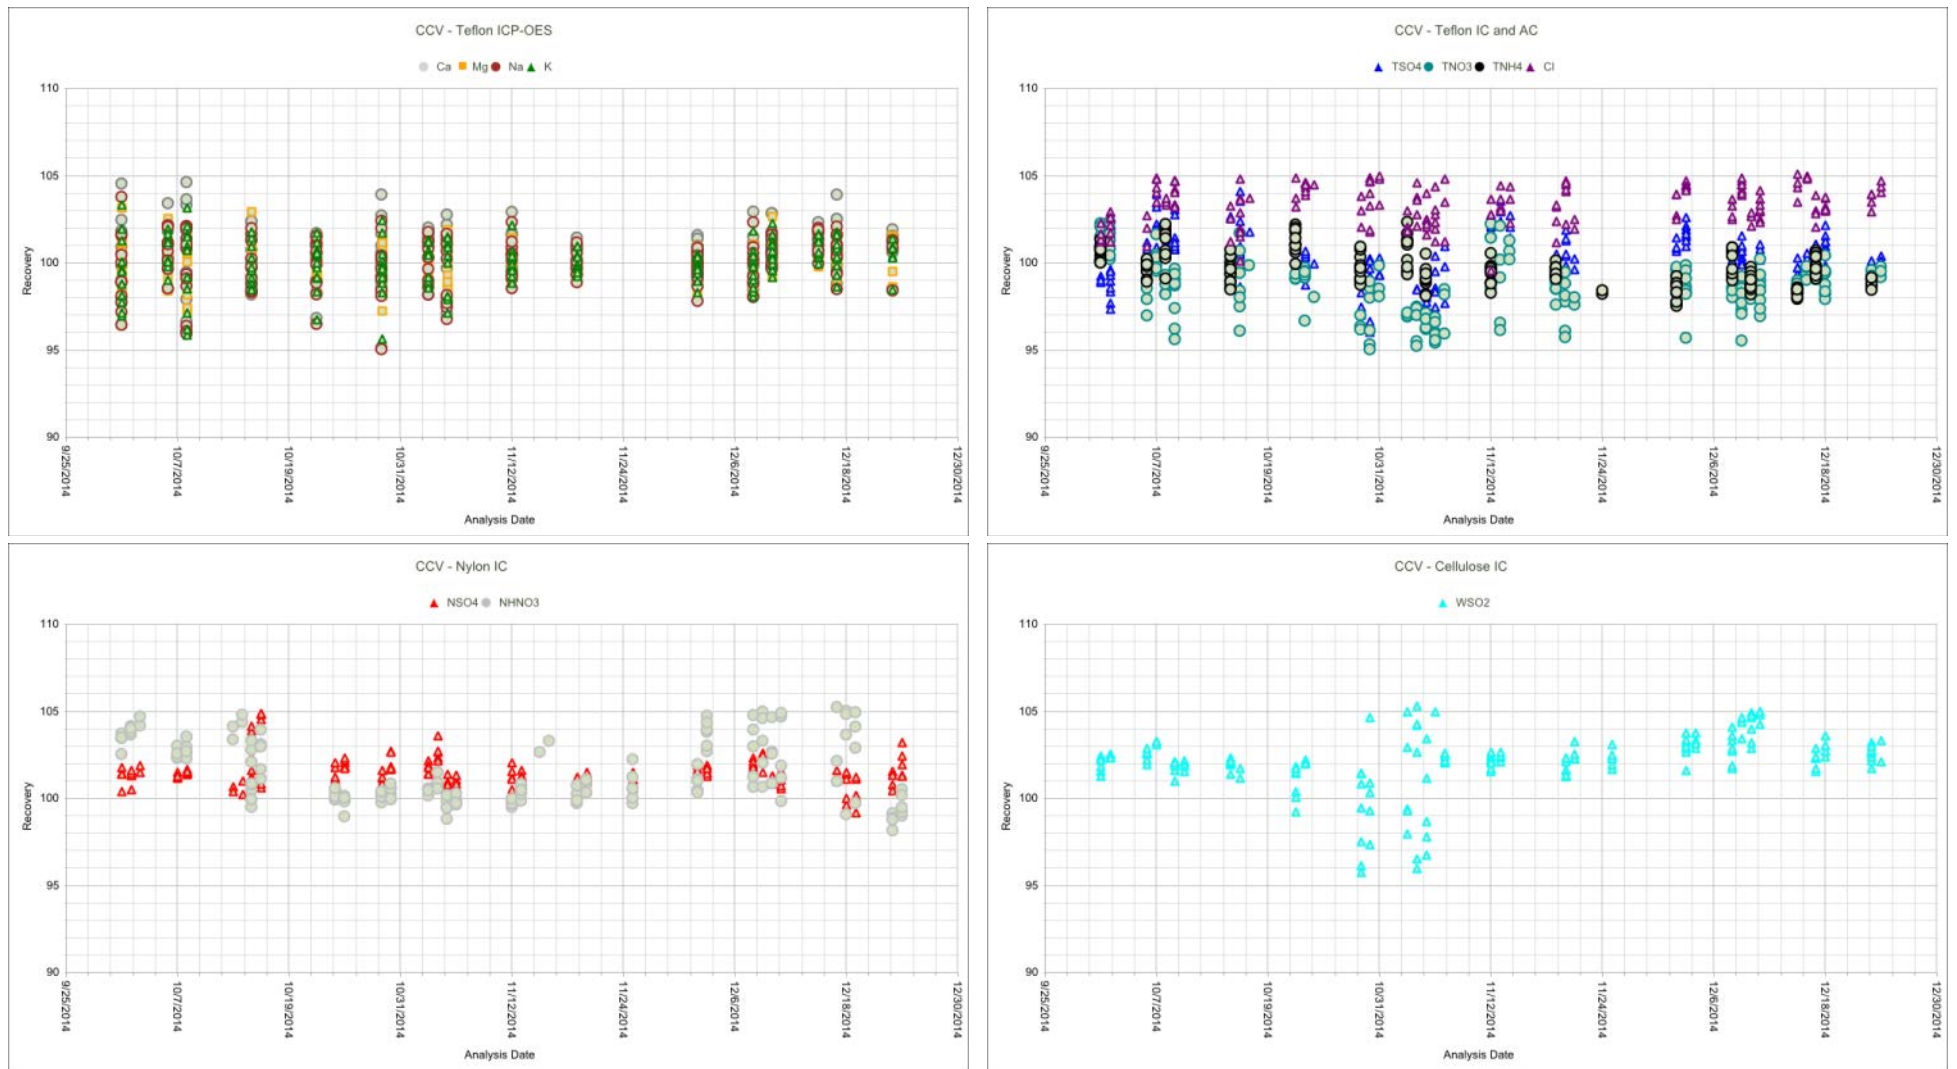 CCV - Teflon ICP-OES
Ca Mg Na K
110
105
100
95
90
Recovery
9/25/2014 10/7/2014 10/19/2014 10/31/2014 11/12/2014 11/24/2014 12/6/2014 12/18/2014 12/30/2014
Analysis Date
CCV - Teflon IC and AC
TSO4 TNO3 TNH4 Cl
110
105
100
95
90
Recovery
9/25/2014 10/7/2014 10/19/2014 10/31/2014 11/12/2014 11/24/2014 12/6/2014 12/18/2014 12/30/2014
Analysis Date
CCV - Nylon IC
NSO4 NHNO3
110
105
100
95
90
Recovery
9/25/2014 10/7/2014 10/19/2014 10/31/2014 11/12/2014 11/24/2014 12/6/2014 12/18/2014 12/30/2014
Analysis Date
CCV - Cellulose IC
WSO2
110
105
100
95
90
Recovery
9/25/2014 10/7/2014 10/19/2014 10/31/2014 11/12/2014 11/24/2014 12/6/2014 12/18/2014 12/30/2014
Analysis Date